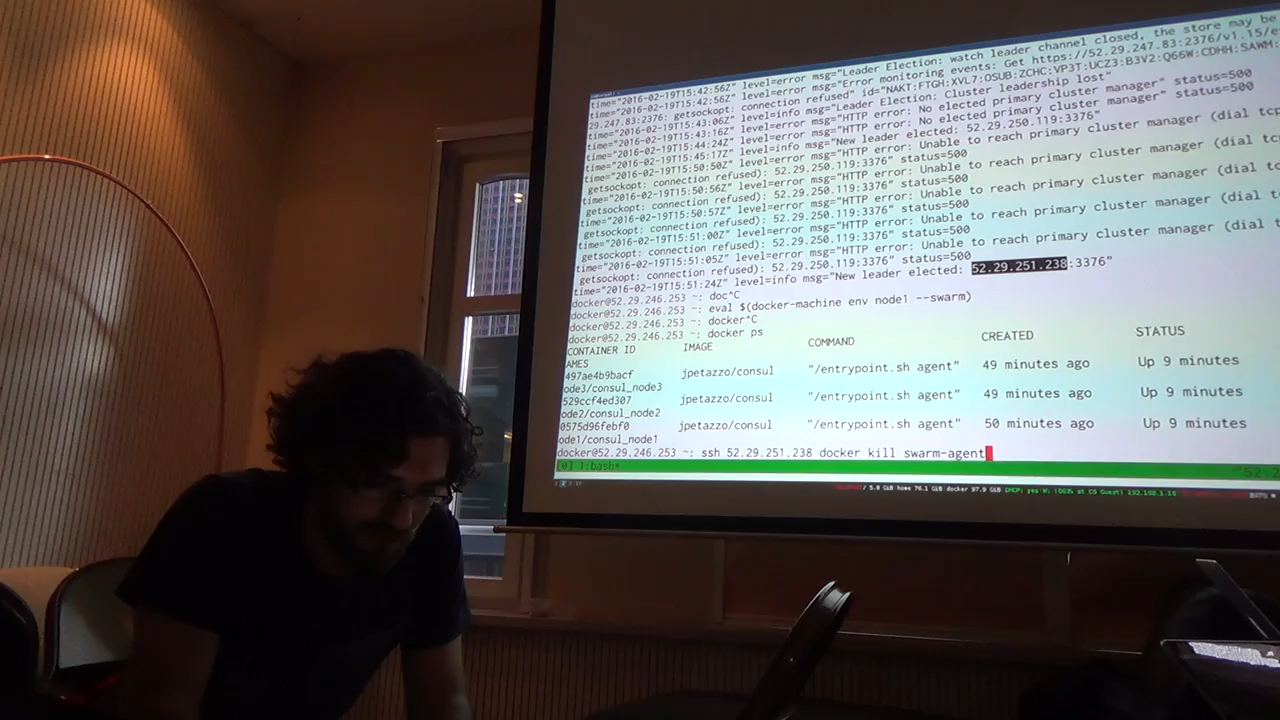 time="2016-02-19T15:42:56Z" level=error msg="Leader Election: watch leader channel closed, the store may be
time="2016-02-19T15:42:56Z" level=error msg="Error monitoring events: Get https://52.29.247.83:2376/v1.15/e
29.247.83:2376: getsockopt: connection refused" id="NAKT:FTGH:XVL7:OSUB:ZCHC:VP3T:UCZ3:B3V2:Q66W:CDHH:SAWM:
time="2016-02-19T15:43:06Z" level=info msg="Leader Election: Cluster leadership lost"
time="2016-02-19T15:43:16Z" level=error msg="HTTP error: No elected primary cluster manager" status=500
time="2016-02-19T15:44:24Z" level=error msg="HTTP error: No elected primary cluster manager" status=500
time="2016-02-19T15:45:17Z" level=info msg="New leader elected: 52.29.250.119:3376"
time="2016-02-19T15:50:50Z" level=error msg="HTTP error: Unable to reach primary cluster manager (dial tcp
getsockopt: connection refused): 52.29.250.119:3376" status=500
time="2016-02-19T15:50:56Z" level=error msg="HTTP error: Unable to reach primary cluster manager (dial tc
getsockopt: connection refused): 52.29.250.119:3376" status=500
time="2016-02-19T15:50:57Z" level=error msg="HTTP error: Unable to reach primary cluster manager (dial tc
getsockopt: connection refused): 52.29.250.119:3376" status=500
time="2016-02-19T15:51:00Z" level=error msg="HTTP error: Unable to reach primary cluster manager (dial t
getsockopt: connection refused): 52.29.250.119:3376" status=500
time="2016-02-19T15:51:05Z" level=error msg="HTTP error: Unable to reach primary cluster manager (dial t
getsockopt: connection refused): 52.29.250.119:3376" status=500
time="2016-02-19T15:51:24Z" level=info msg="New leader elected: 52.29.251.238:3376"
docker@52.29.246.253 ~: doc^C
docker@52.29.246.253 ~: eval $(docker-machine env node1 --swarm)
docker@52.29.246.253 ~: docker^C
docker@52.29.246.253 ~: docker ps
CONTAINER ID IMAGE COMMAND CREATED STATUS
AMES
497ae4b9bacf jpetazzo/consul "/entrypoint.sh agent" 49 minutes ago Up 9 minutes
ode3/consul_node3
529ccf4ed307 jpetazzo/consul "/entrypoint.sh agent" 49 minutes ago Up 9 minutes
ode2/consul_node2
0575d96febf0 jpetazzo/consul "/entrypoint.sh agent" 50 minutes ago Up 9 minutes
ode1/consul_node1
docker@52.29.246.253 ~: ssh 52.29.251.238 docker kill swarm-agent
[0] 1:bash*